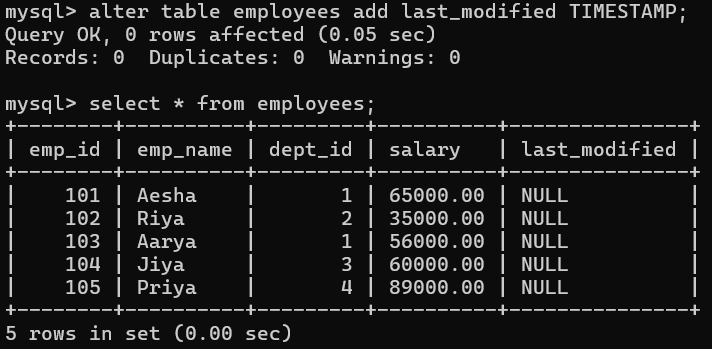 mysql> alter table employees add last_modified TIMESTAMP;
Query OK, 0 rows affected (0.05 sec)
Records: 0  Duplicates: 0  Warnings: 0

mysql> select * from employees;
+--------+----------+---------+----------+---------------+
| emp_id | emp_name | dept_id | salary   | last_modified |
+--------+----------+---------+----------+---------------+
|    101 | Aesha    |       1 | 65000.00 | NULL          |
|    102 | Riya     |       2 | 35000.00 | NULL          |
|    103 | Aarya    |       1 | 56000.00 | NULL          |
|    104 | Jiya     |       3 | 60000.00 | NULL          |
|    105 | Priya    |       4 | 89000.00 | NULL          |
+--------+----------+---------+----------+---------------+
5 rows in set (0.00 sec)